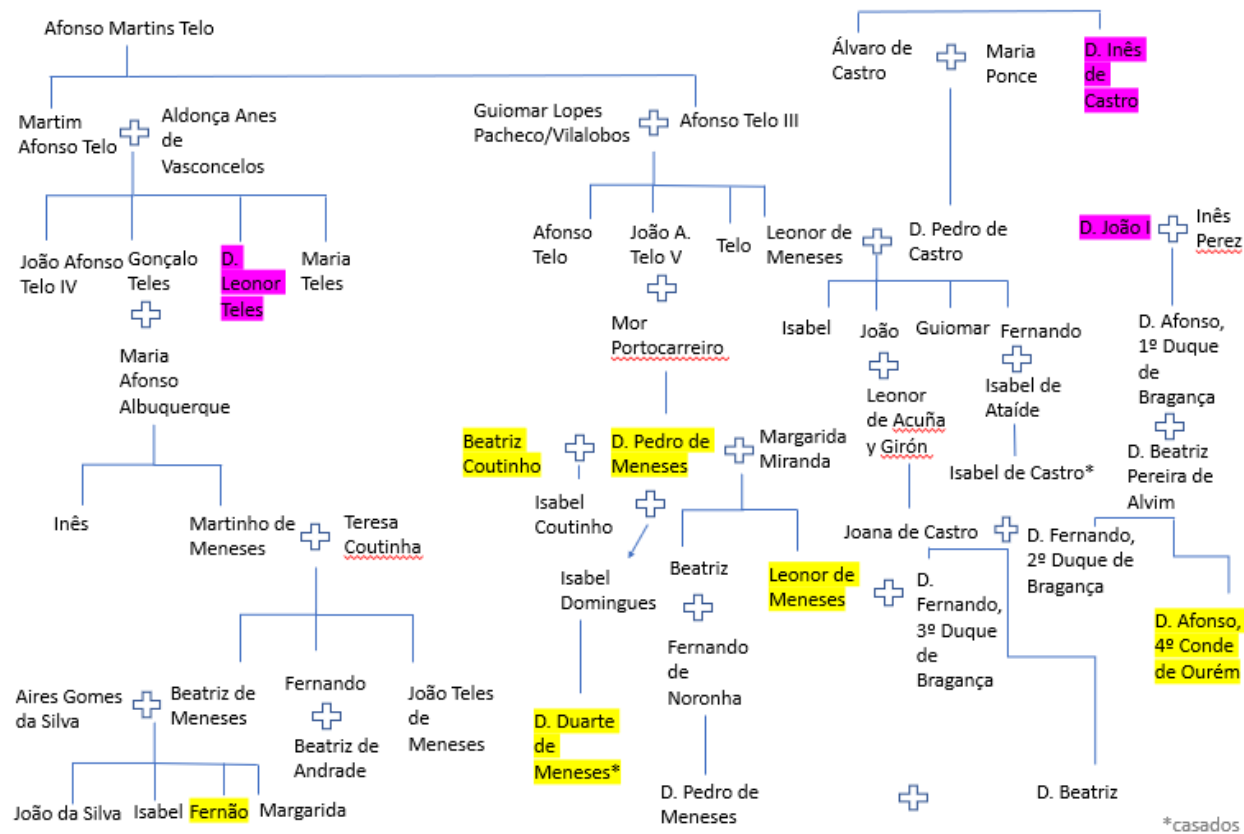 Afonso Martins Telo
Álvaro de
Castro
Maria
Ponce
D. Inês
de
Castro
Martim
Afonso Telo
Aldonça Anes
de
Vasconcelos
Guiomar Lopes
Pacheco/Vilalobos
Afonso Telo III
João Afonso
Telo IV
Gonçalo
Teles
D.
Leonor
Teles
Maria
Teles
Afonso
Telo
João A.
Telo V
Telo
Leonor de
Meneses
D. Pedro de
Castro
D. João I
Inês
Perez
Maria
Afonso
Albuquerque
Mor
Portocarreiro
Isabel
João
Guiomar
Fernando
D. Afonso,
1º Duque
de
Bragança
Leonor
de Acuña
y Girón
Isabel de
Ataíde
Beatriz
Coutinho
D. Pedro de
Meneses
Margarida
Miranda
Isabel de Castro*
D. Beatriz
Pereira de
Alvim
Inês
Martinho de
Meneses
Teresa
Coutinha
Isabel
Coutinho
Joana de Castro
D. Fernando,
2º Duque de
Bragança
Isabel
Domingues
Beatriz
Leonor de
Meneses
D.
Fernando,
3º Duque
de
Bragança
D. Afonso,
4º Conde
de Ourém
Fernando
de
Noronha
Aires Gomes
da Silva
Beatriz de
Meneses
Fernando
Beatriz de
Andrade
João Teles
de
Meneses
D. Duarte
de
Meneses*
João da Silva
Isabel
Fernão
Margarida
D. Pedro de
Meneses
D. Beatriz
*casados